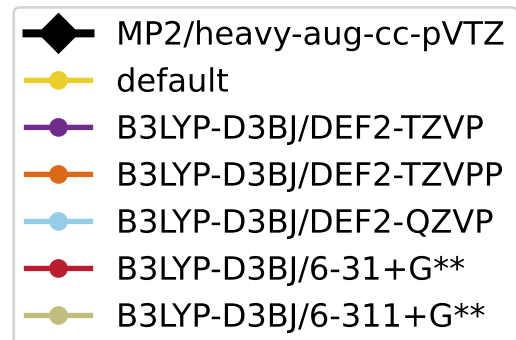 MP2/heavy-aug-cc-pVTZ
default
B3LYP-D3BJ/DEF2-TZVP
B3LYP-D3BJ/DEF2-TZVPP
B3LYP-D3BJ/DEF2-QZVP
B3LYP-D3BJ/6-31+G**
B3LYP-D3BJ/6-311+G**